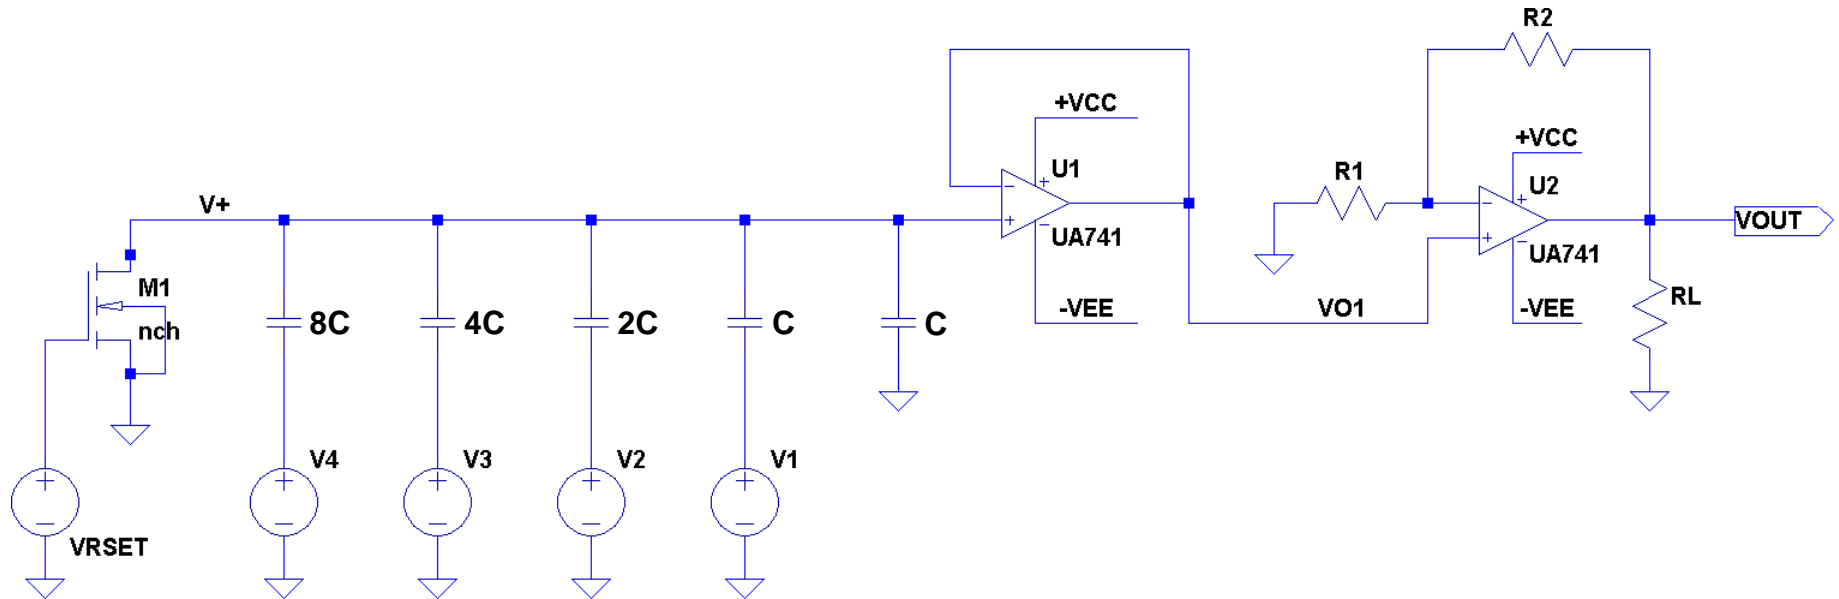 R2
+VCC
+VCC
U1
R1
U2
V+
UA741
VOUT
UA741
M1
RL
-VEE
VO1
-VEE
nch
8C
4C
2C
C
C
V4
V3
V2
V1
VRSET